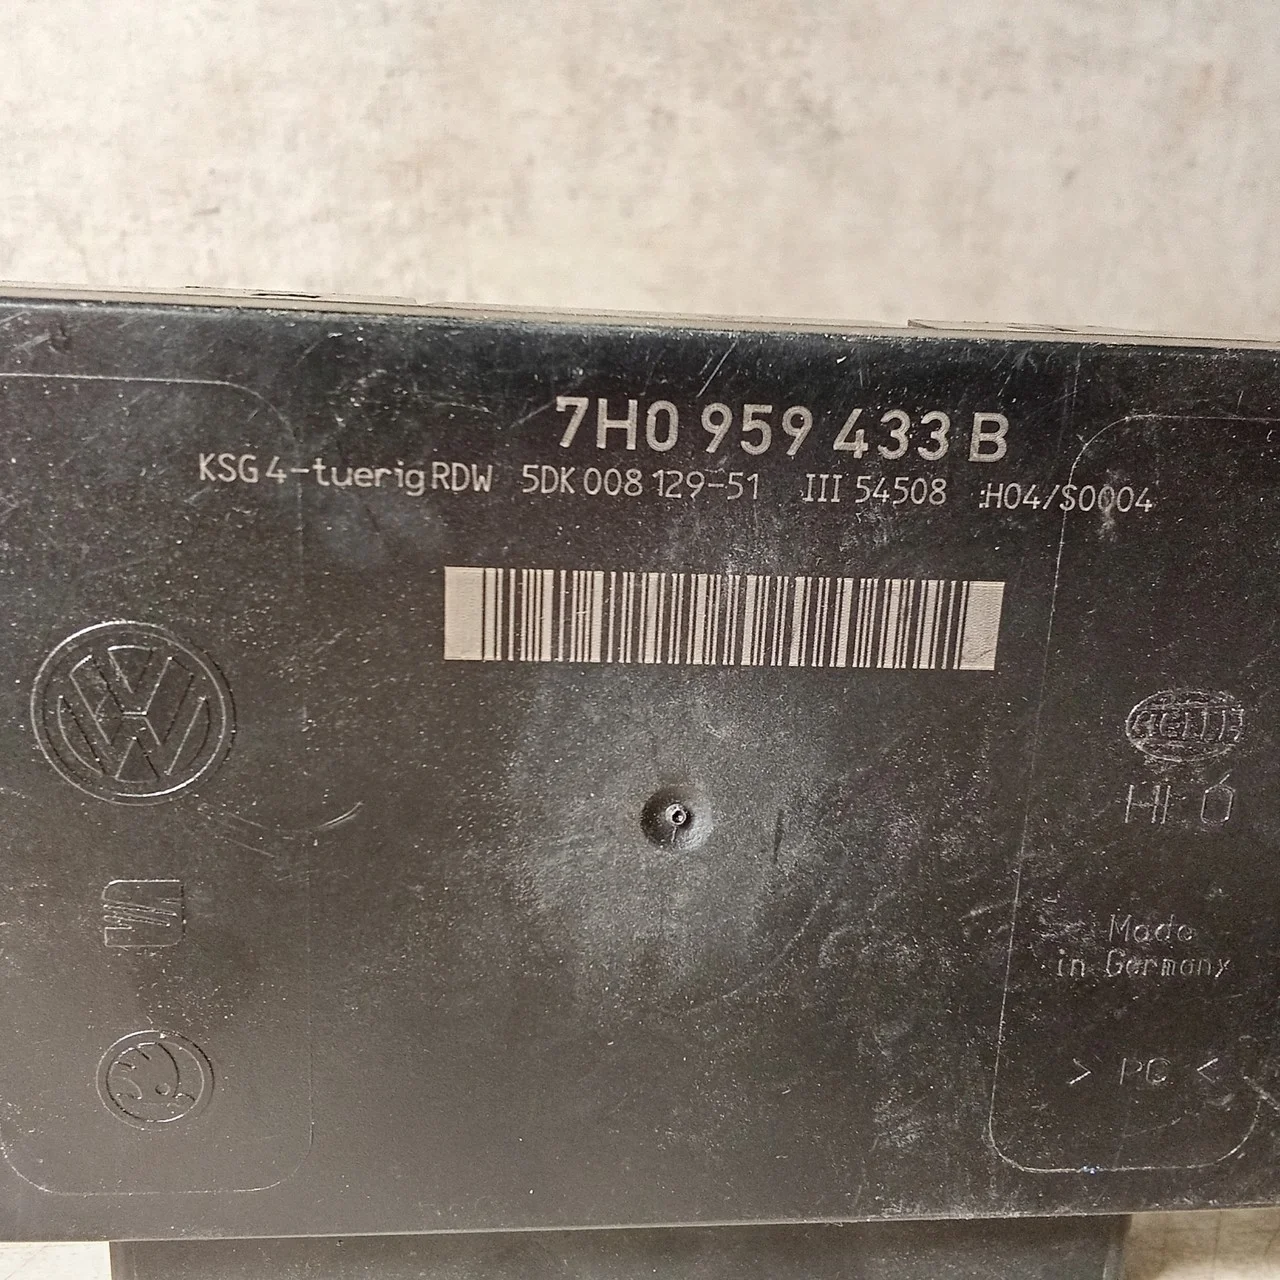 7H0 959 433 B
KSG 4-tuerig RDW 5DK 008 129-51 III 54508 :H04/S0004
HELLA
Made
in Germany
> PC <